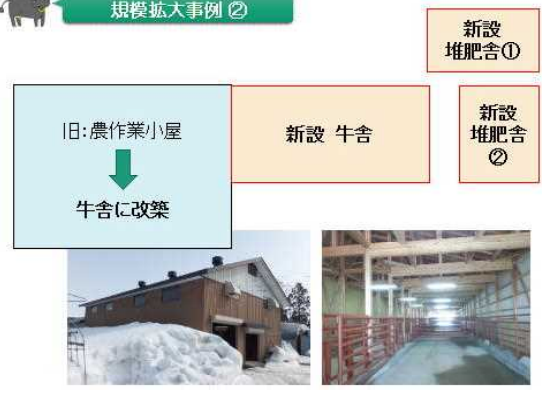 規模拡大事例②
新設
堆肥舎①
旧:農作業小屋
牛舎に改築
新設 牛舎
新設
堆肥舎
②